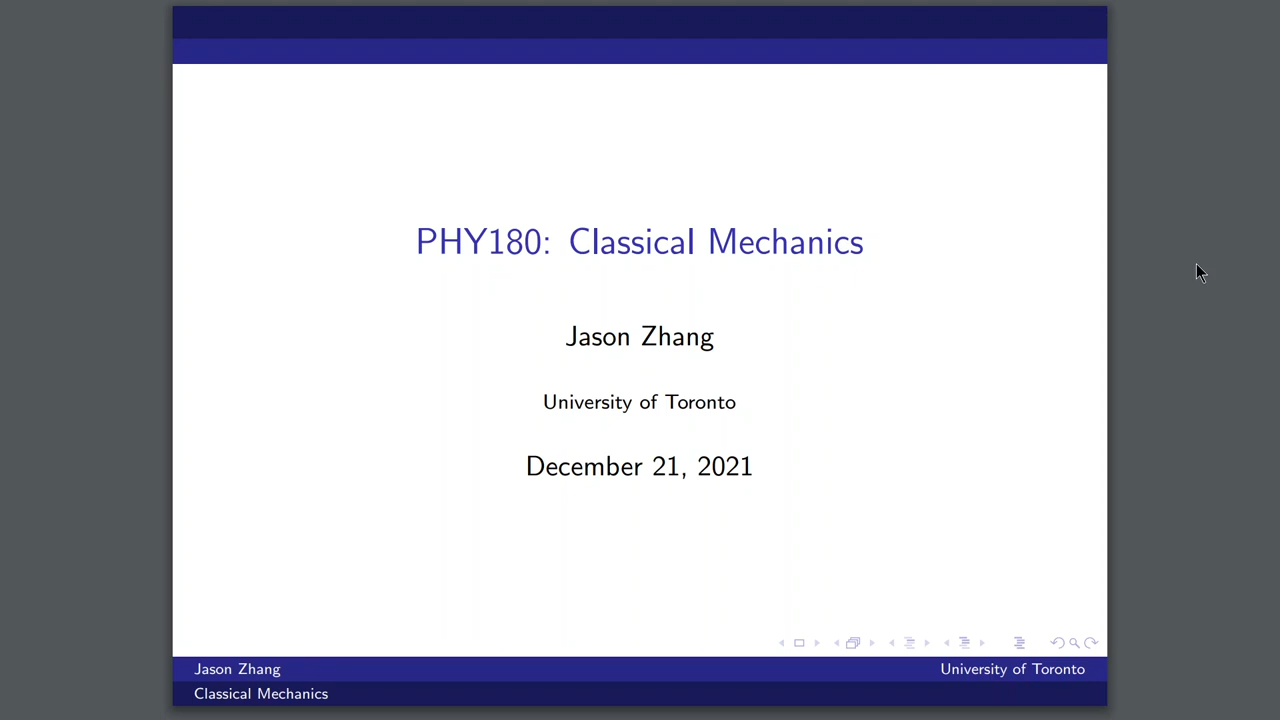 PHY180: Classical Mechanics
Jason Zhang
University of Toronto
December 21, 2021
Jason Zhang
University of Toronto
Classical Mechanics